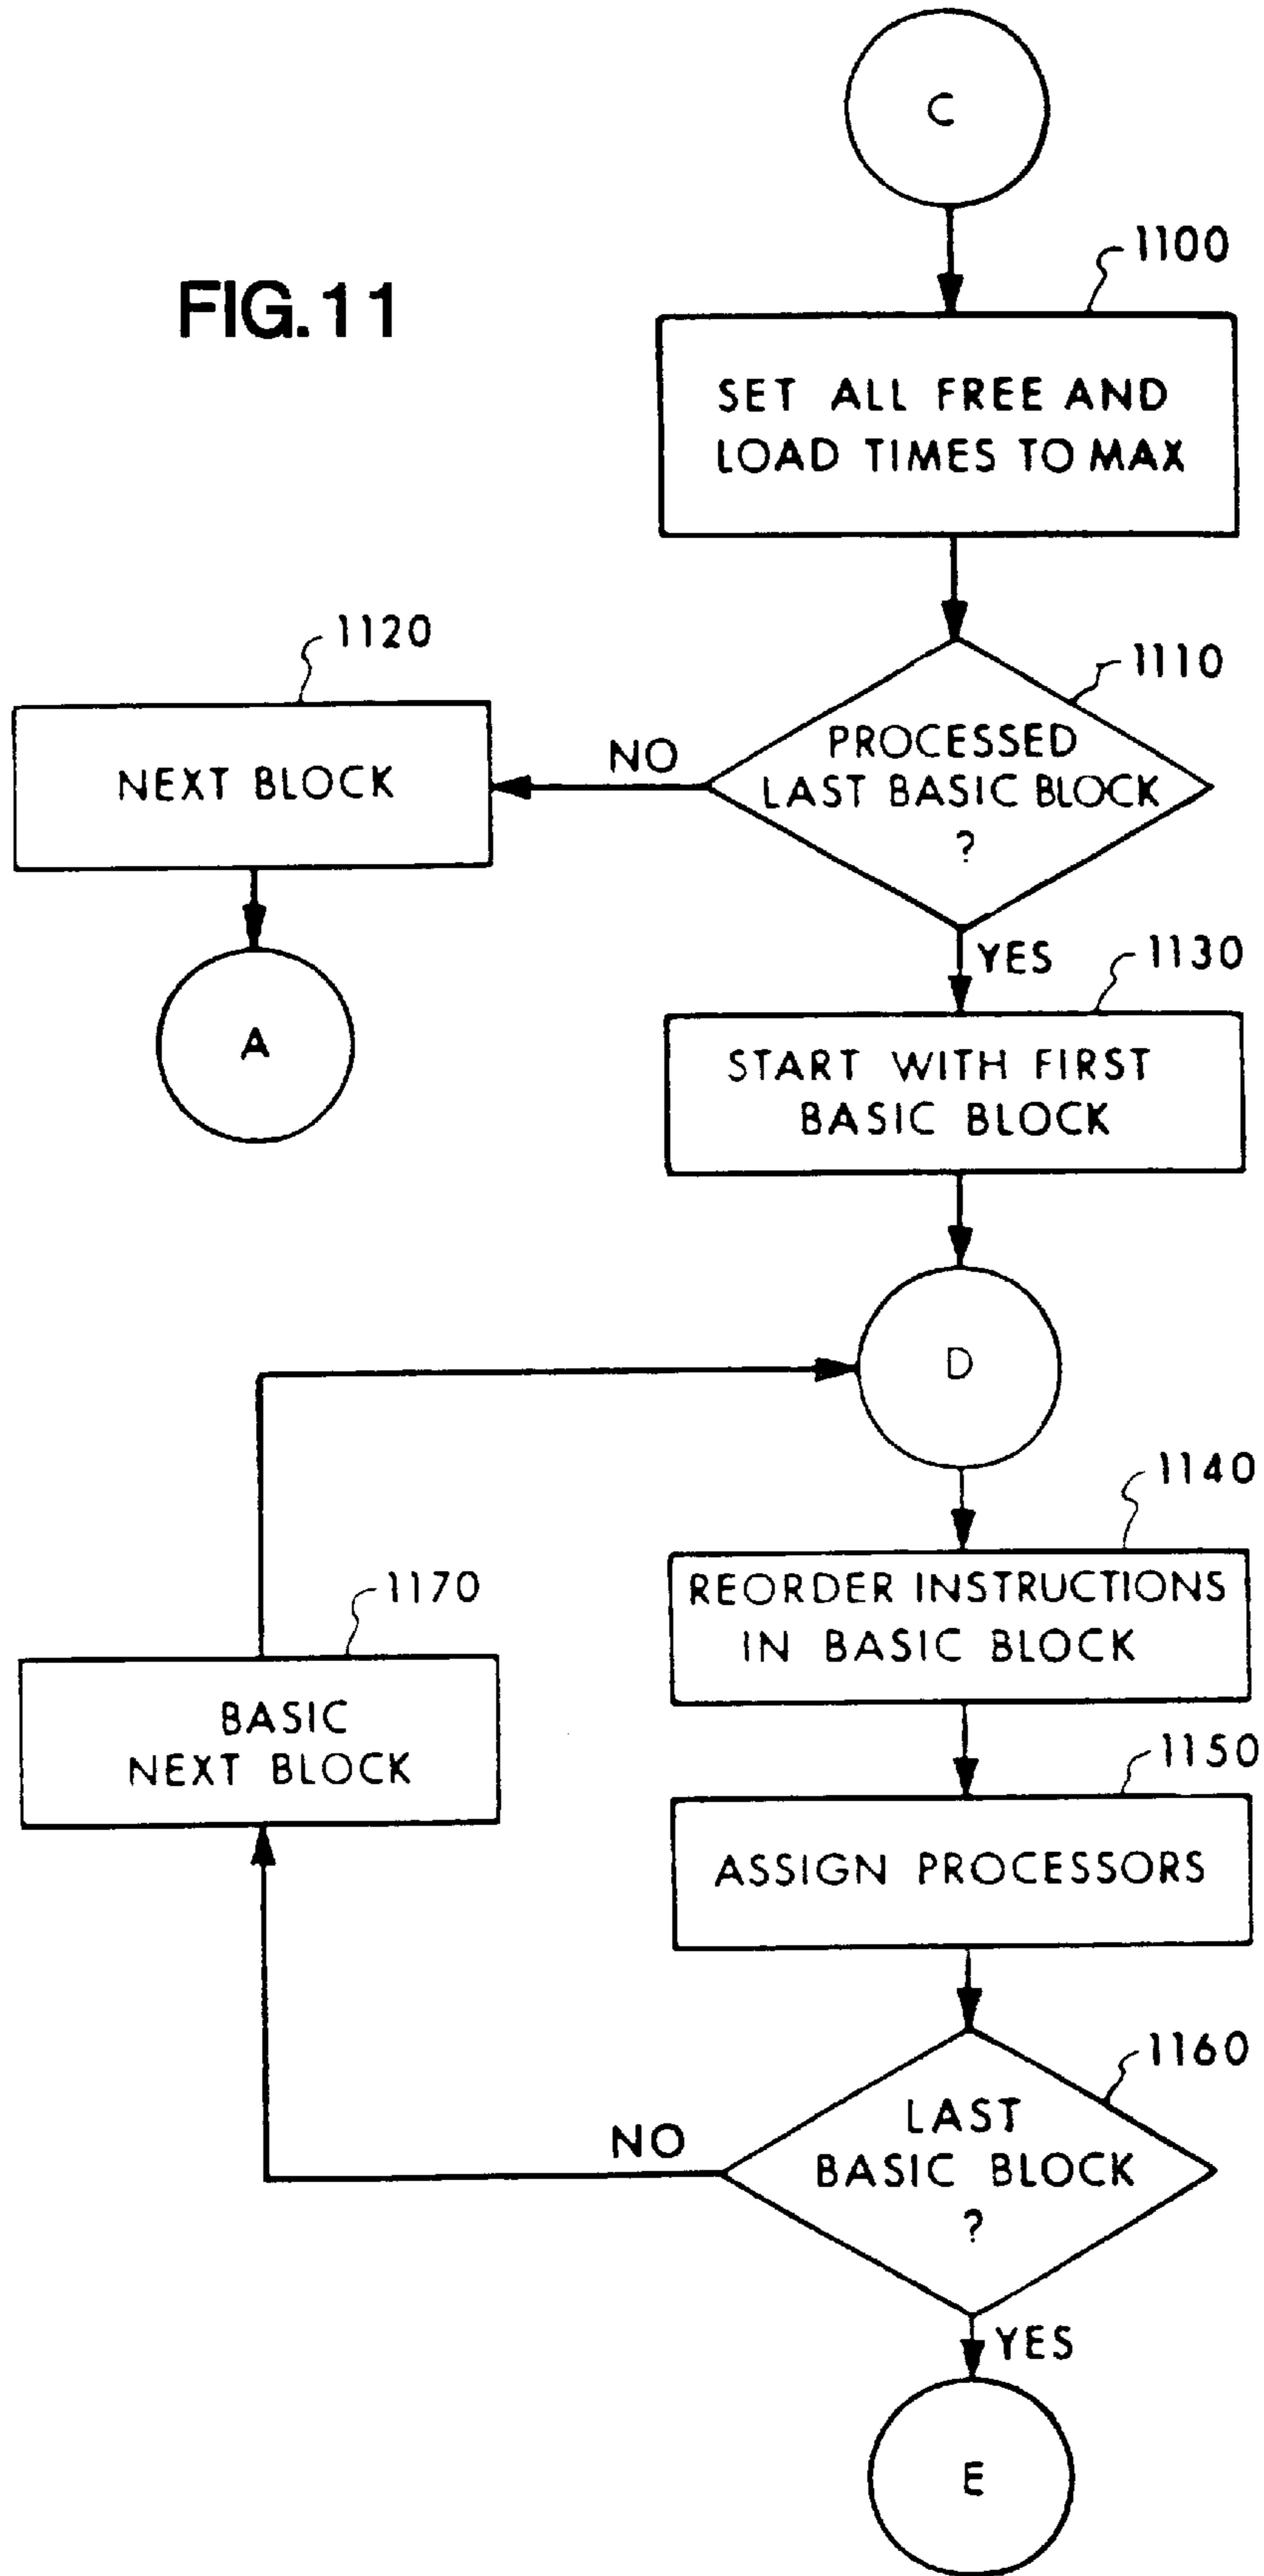 C
1100
FIG.11
SET ALL FREE AND
LOAD TIMES TO MAX
1120
1110
NEXT BLOCK
NO
PROCESSED
LAST BASIC BLOCK
?
YES
1130
A
START WITH FIRST
BASIC BLOCK
D
1140
REORDER INSTRUCTIONS
IN BASIC BLOCK
1170
BASIC
NEXT BLOCK
1150
ASSIGN PROCESSORS
1160
NO
LAST
BASIC BLOCK
?
YES
E